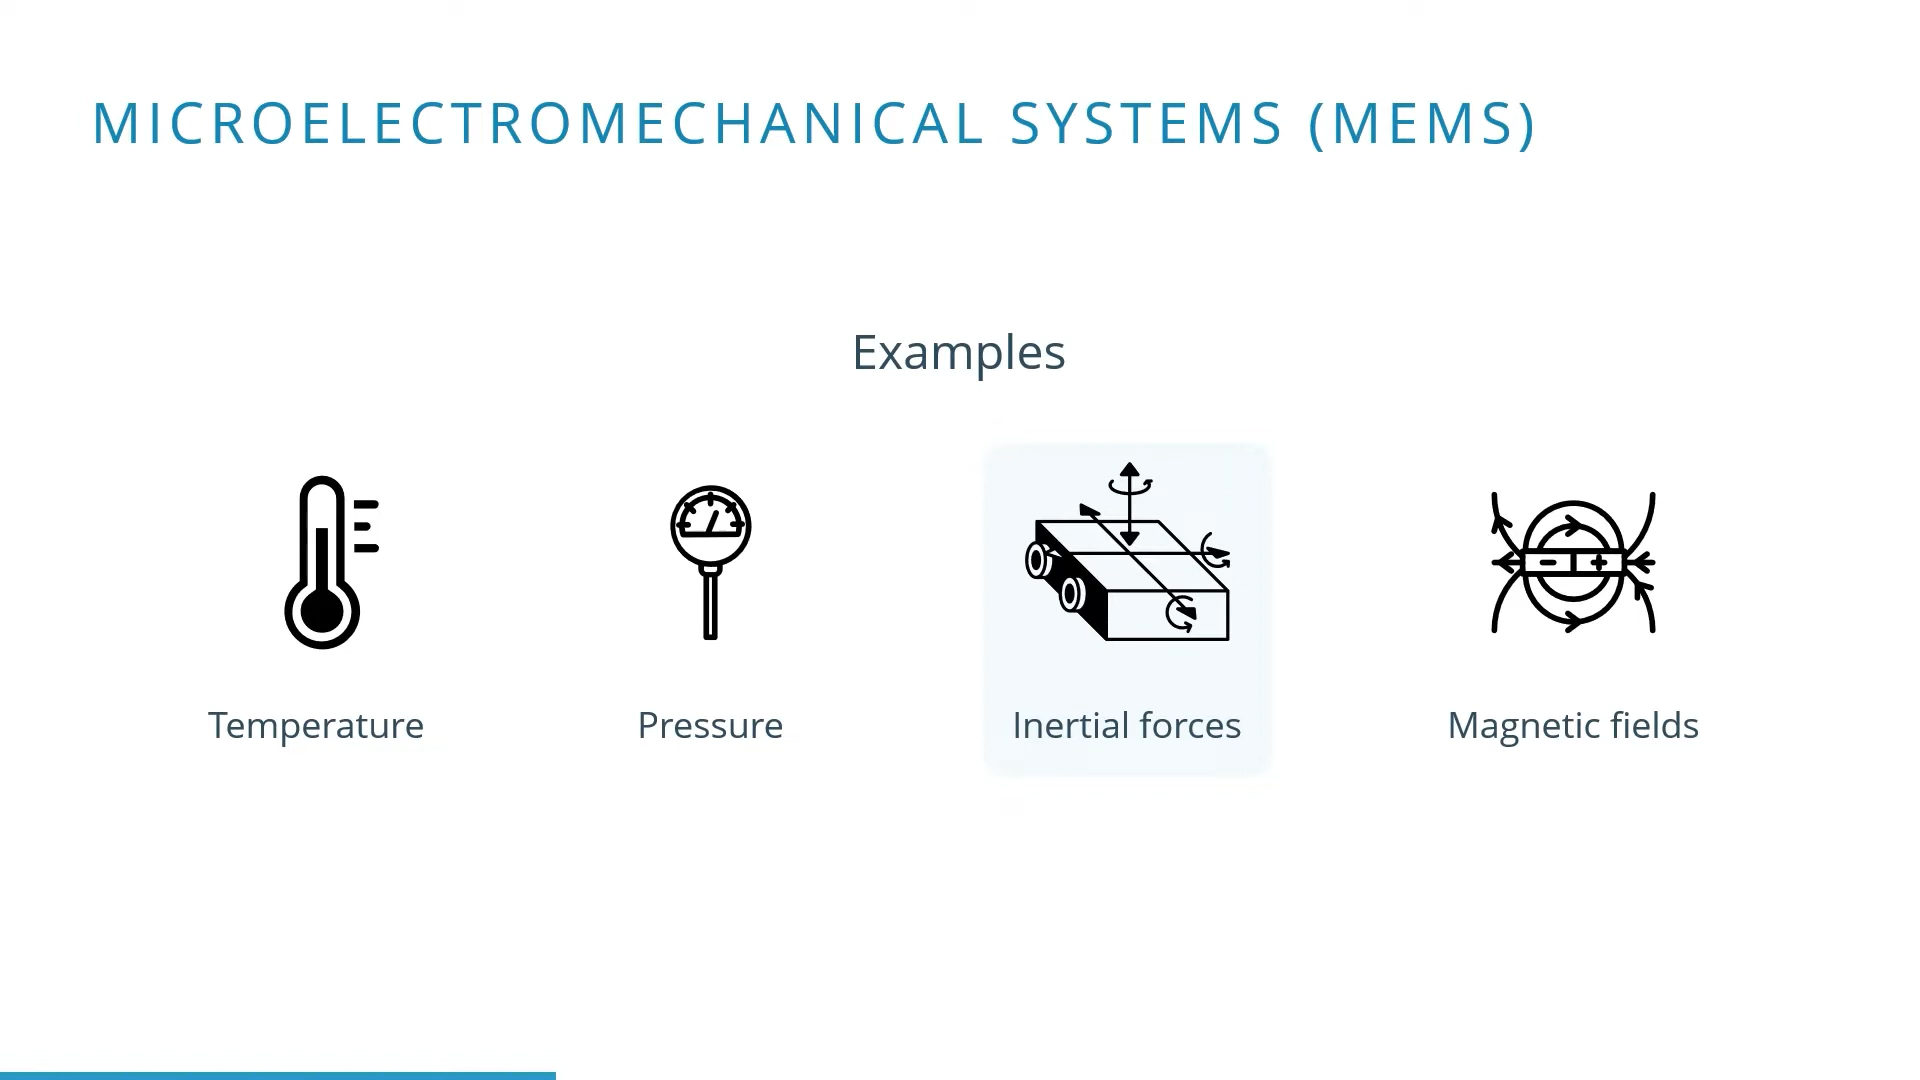 MICROELECTROMECHANICAL SYSTEMS (MEMS)
Examples
Temperature
Pressure
Inertial forces
Magnetic fields